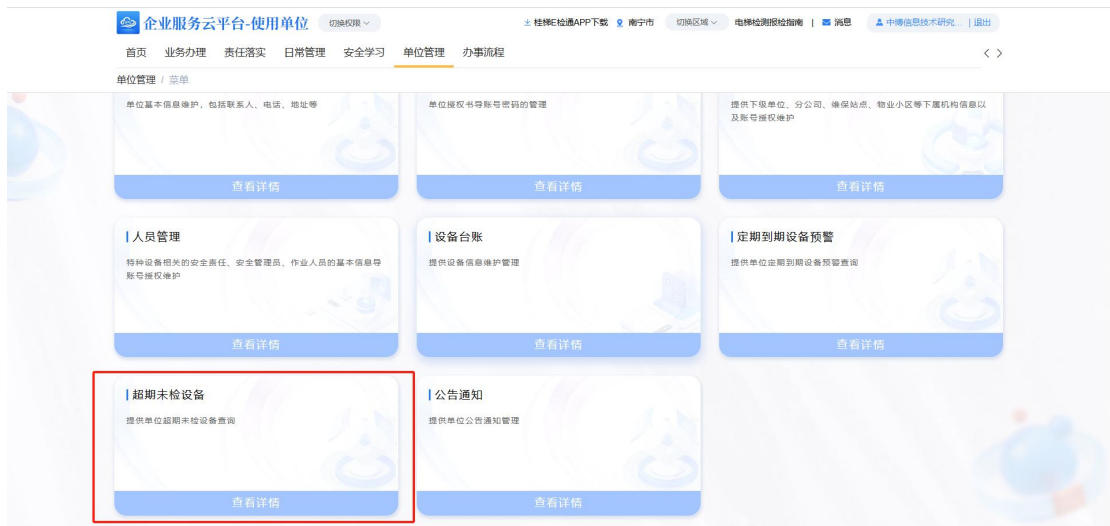 企业服务云平台-使用单位 切换权限 桂梯E检通APP下载 南宁市 切换区域 电梯检测报检指南 | 消息 中博信息技术研究... | 退出
首页 业务办理 责任落实 日常管理 安全学习 单位管理 办事流程
单位管理 / 菜单
单位基本信息维护，包括联系人、电话、地址等
单位授权书导账号密码的管理
提供下级单位、分公司、维保站点、物业小区等下属机构信息以
及账号授权维护
查看详情 查看详情 查看详情
人员管理
特种设备相关的安全责任、安全管理员、作业人员的基本信息导
账号授权维护
查看详情
设备台账
提供设备信息维护管理
查看详情
定期到期设备预警
提供单位定期到期设备预警查询
查看详情
超期未检设备
提供单位超期未检设备查询
查看详情
公告通知
提供单位公告通知管理
查看详情